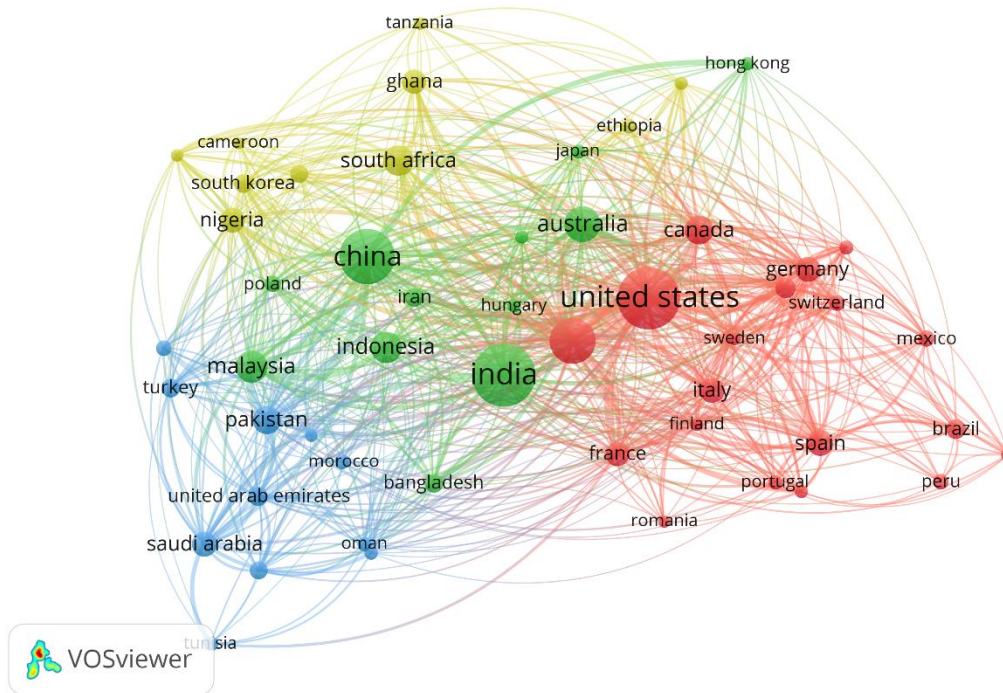 tanzania
hong kong
ghana
ethiopia
cameroon
japan
south africa
south korea
nigeria
australia
canada
china
germany
poland
iran
hungary
united states
switzerland
sweden
mexico
indonesia
malaysia
india
turkey
italy
pakistan
finland
brazil
spain
france
morocco
bangladesh
portugal
peru
united arab emirates
romania
saudi arabia
oman
tunisia
VOSviewer